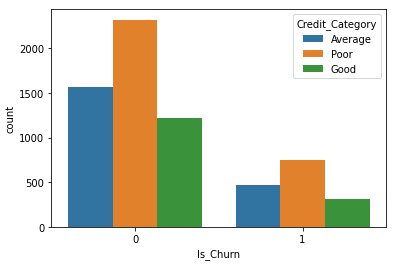 Credit_Category
Average
Poor
Good
2000
1500
1000
500
0
count
0 1
Is_Churn